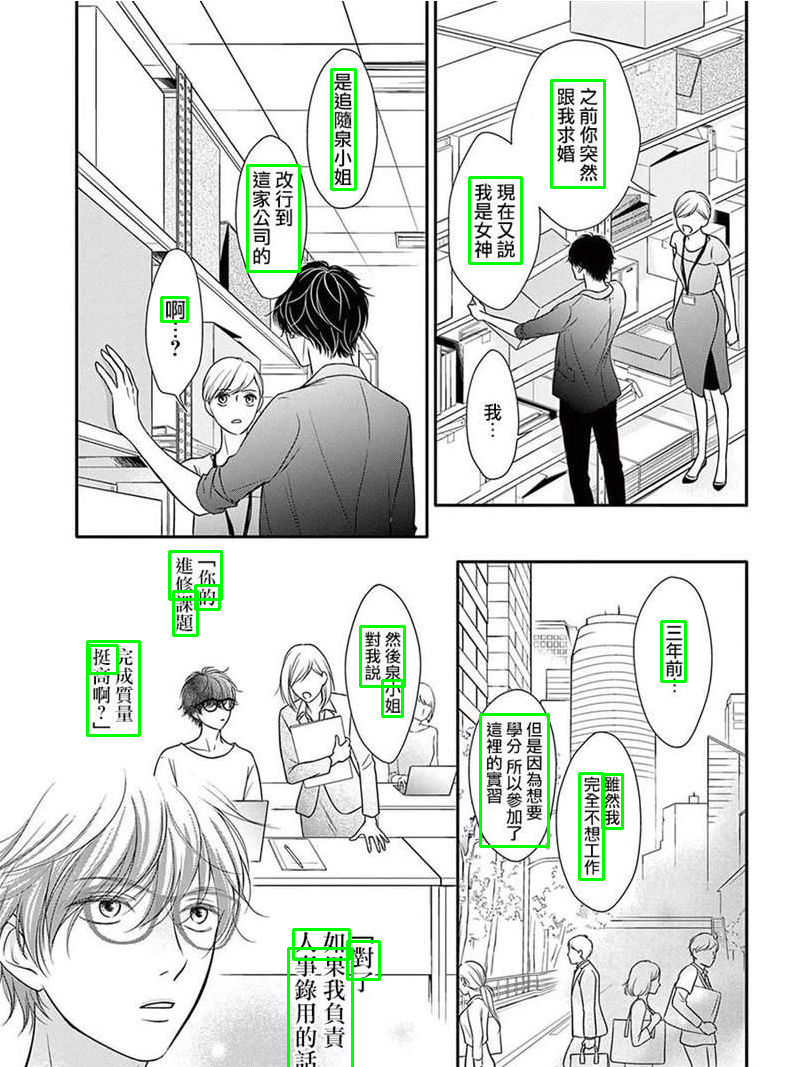 之前你突然
跟我求婚
現在又説
我是女神
我…
是追隨泉小姐
改行到
這家公司的
啊…?
三年前…
雖然我
完全不想工作
但是因為想要
學分 所以參加了
這裡的實習
然後泉小姐
對我説
「你的
進修課題
完成質量
挺高啊?」
「對了
如果我負責
人事錄用的話